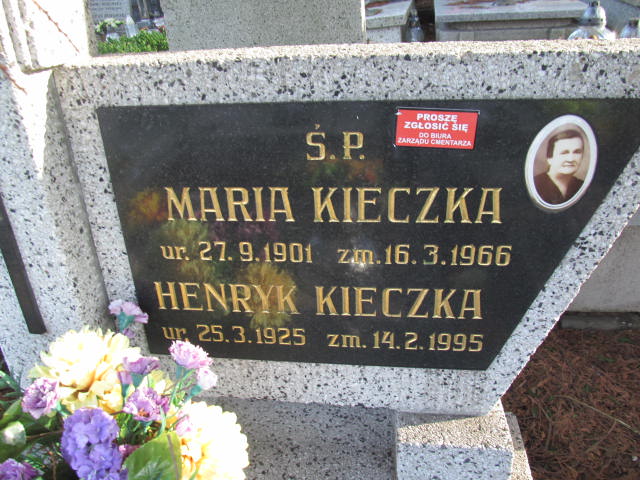 Ś.P.
PROSZĘ
ZGŁOSIĆ SIĘ
DO BIURA
ZARZĄDU CMENTARZA
MARIA KIECZKA
ur. 27.9.1901 zm. 16.3.1966
HENRYK KIECZKA
ur. 25.3.1925 zm. 14.2.1995